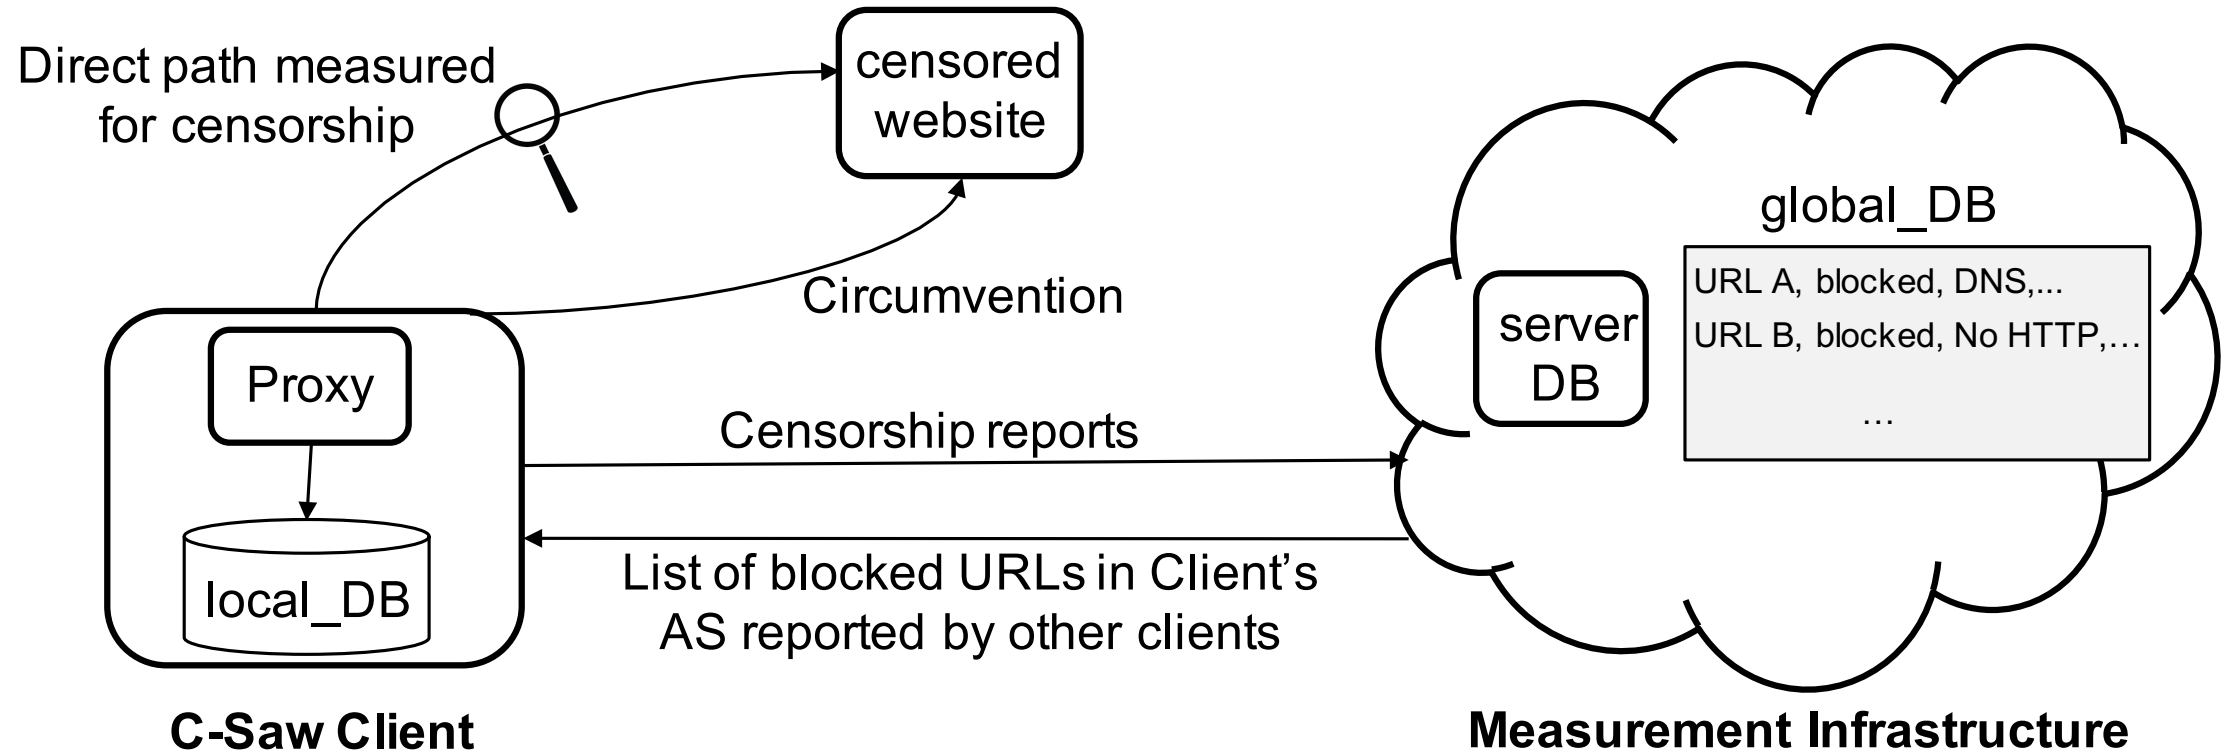 Direct path measured
for censorship
censored
website
Circumvention
Proxy
local_DB
C-Saw Client
Censorship reports
List of blocked URLs in Client’s
AS reported by other clients
global_DB
server
DB
URL A, blocked, DNS,...
URL B, blocked, No HTTP,…
…
Measurement Infrastructure